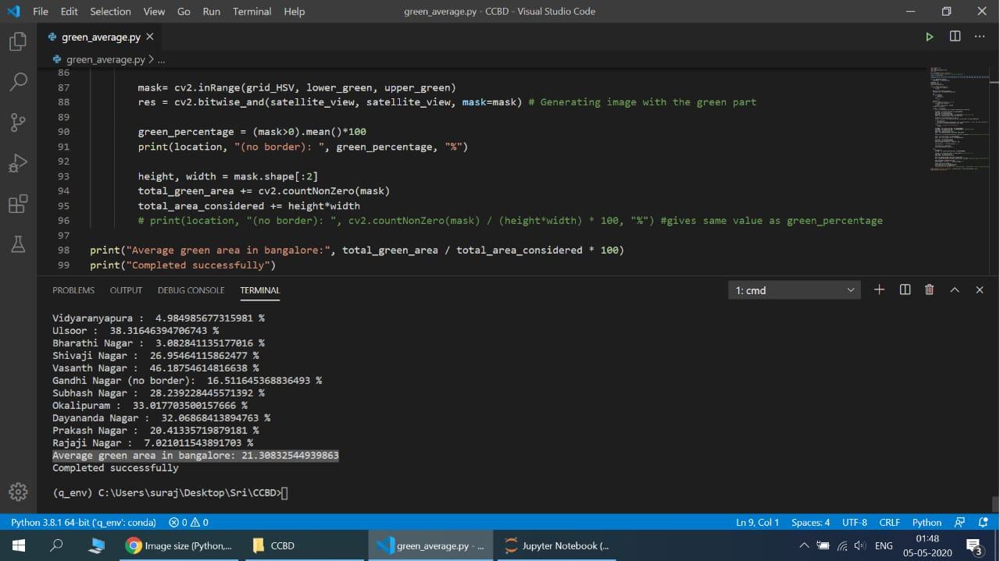 File Edit Selection View Go Run Terminal Help green_average.py - CCBD - Visual Studio Code
green_average.py
green_average.py > ...
86
87 mask= cv2.inRange(grid_HSV, lower_green, upper_green)
88 res = cv2.bitwise_and(satellite_view, satellite_view, mask=mask) # Generating image with the green part
89
90 green_percentage = (mask>0).mean()*100
91 print(location, "(no border): ", green_percentage, "%")
92
93 height, width = mask.shape[:2]
94 total_green_area += cv2.countNonZero(mask)
95 total_area_considered += height*width
96 # print(location, "(no border): ", cv2.countNonZero(mask) / (height*width) * 100, "%") #gives same value as green_percentage
97
98 print("Average green area in bangalore:", total_green_area / total_area_considered * 100)
99 print("Completed successfully")
PROBLEMS OUTPUT DEBUG CONSOLE TERMINAL 1: cmd
Vidyaranyapura :  4.984985677315981 %
Ulsoor :  38.31646394706743 %
Bharathi Nagar :  3.082841135177016 %
Shivaji Nagar :  26.95464115862477 %
Vasanth Nagar :  46.18754614816638 %
Gandhi Nagar (no border):  16.511645368836493 %
Subhash Nagar :  28.239228445571392 %
Okalipuram :  33.017703500157666 %
Dayananda Nagar :  32.06868413894763 %
Prakash Nagar :  20.41335719879181 %
Rajaji Nagar :  7.021011543891703 %
Average green area in bangalore: 21.30832544939863
Completed successfully
(q_env) C:\Users\suraj\Desktop\Sri\CCBD>
Python 3.8.1 64-bit ('q_env': conda) 0 0 Ln 9, Col 1 Spaces: 4 UTF-8 CRLF Python
Image size (Python,... CCBD green_average.py - ... Jupyter Notebook (... ENG 01:48
05-05-2020 3